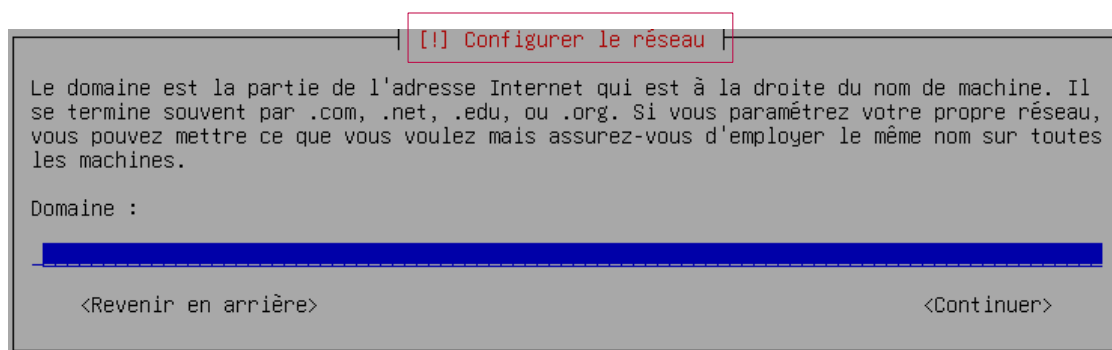 [!] Configurer le réseau
Le domaine est la partie de l'adresse Internet qui est à la droite du nom de machine. Il
se termine souvent par .com, .net, .edu, ou .org. Si vous paramétrez votre propre réseau,
vous pouvez mettre ce que vous voulez mais assurez-vous d'employer le même nom sur toutes
les machines.
Domaine :
<Revenir en arrière> <Continuer>